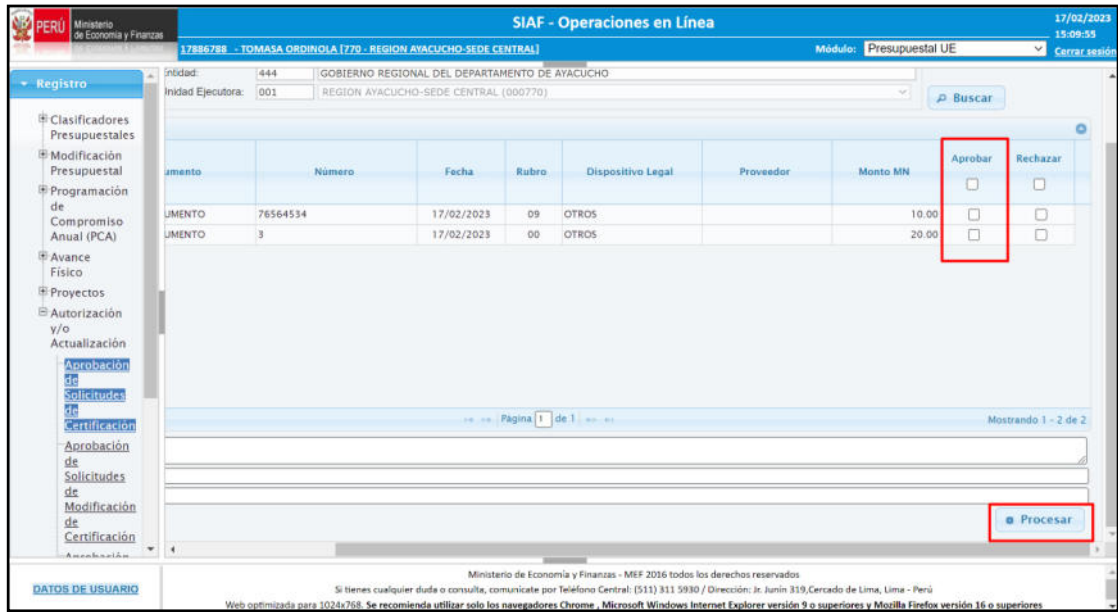 PERÚ Ministerio de Economía y Finanzas
SIAF - Operaciones en Línea
17/02/2023
15:09:55
17886788 - TOMASA ORDINOLA [770 - REGION AYACUCHO-SEDE CENTRAL]
Módulo: Presupuestal UE
Cerrar sesión
Registro
Clasificadores
Presupuestales
Modificación
Presupuestal
Programación
de
Compromiso
Anual (PCA)
Avance
Físico
Proyectos
Autorización
y/o
Actualización
Aprobación
de
Solicitudes
de
Certificación
Aprobación
de
Solicitudes
de
Modificación
de
Certificación
Aprobación
ntidad: 444 GOBIERNO REGIONAL DEL DEPARTAMENTO DE AYACUCHO
Unidad Ejecutora: 001 REGION AYACUCHO-SEDE CENTRAL (000770)
Buscar
umento Número Fecha Rubro Dispositivo Legal Proveedor Monto MN Aprobar Rechazar
UMENTO 76564534 17/02/2023 09 OTROS 10.00
UMENTO 3 17/02/2023 00 OTROS 20.00
Página 1 de 1
Mostrando 1 - 2 de 2
Procesar
DATOS DE USUARIO
Ministerio de Economía y Finanzas - MEF 2016 todos los derechos reservados
Si tienes cualquier duda o consulta, comunicate por Teléfono Central: (511) 311 5930 / Dirección: Jr. Junín 319,Cercado de Lima, Lima - Perú
Web optimizada para 1024x768. Se recomienda utilizar solo los navegadores Chrome , Microsoft Windows Internet Explorer versión 9 o superiores y Mozilla Firefox versión 16 o superiores